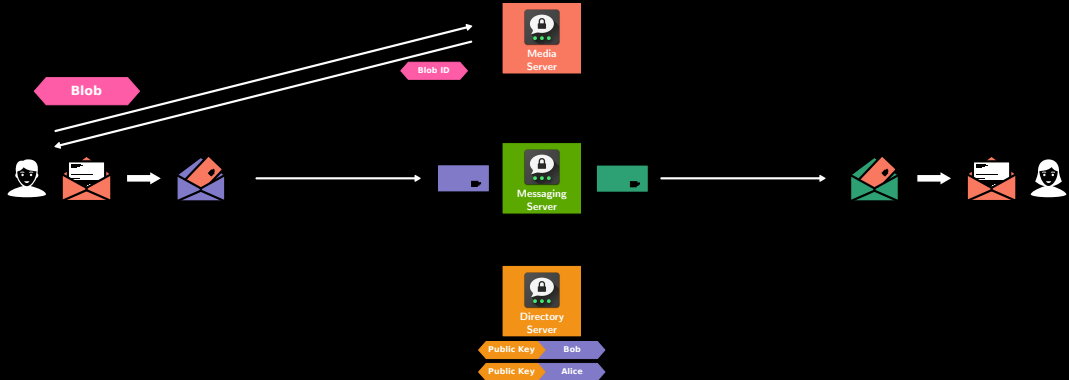 Media
Server
Blob ID
Blob
Messaging
Server
Directory
Server
Public Key Bob
Public Key Alice